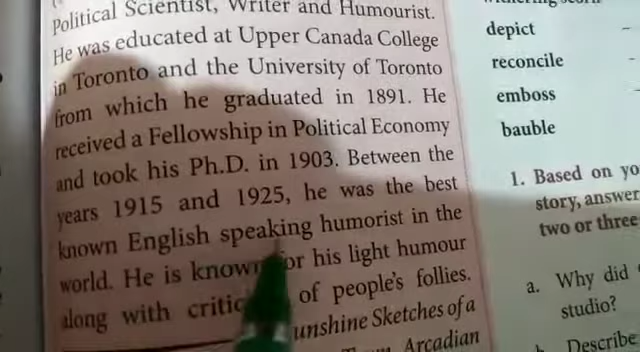 Political Scientist, Writer and Humourist.
He was educated at Upper Canada College
in Toronto and the University of Toronto
from which he graduated in 1891. He
received a Fellowship in Political Economy
and took his Ph.D. in 1903. Between the
years 1915 and 1925, he was the best
known English speaking humorist in the
world. He is known for his light humour
along with of people's follies.
Sketches of a
Arcadian
depict
reconcile
emboss
bauble
1. Based on yo
story, answer
two or three
a. Why did
studio?
Describe